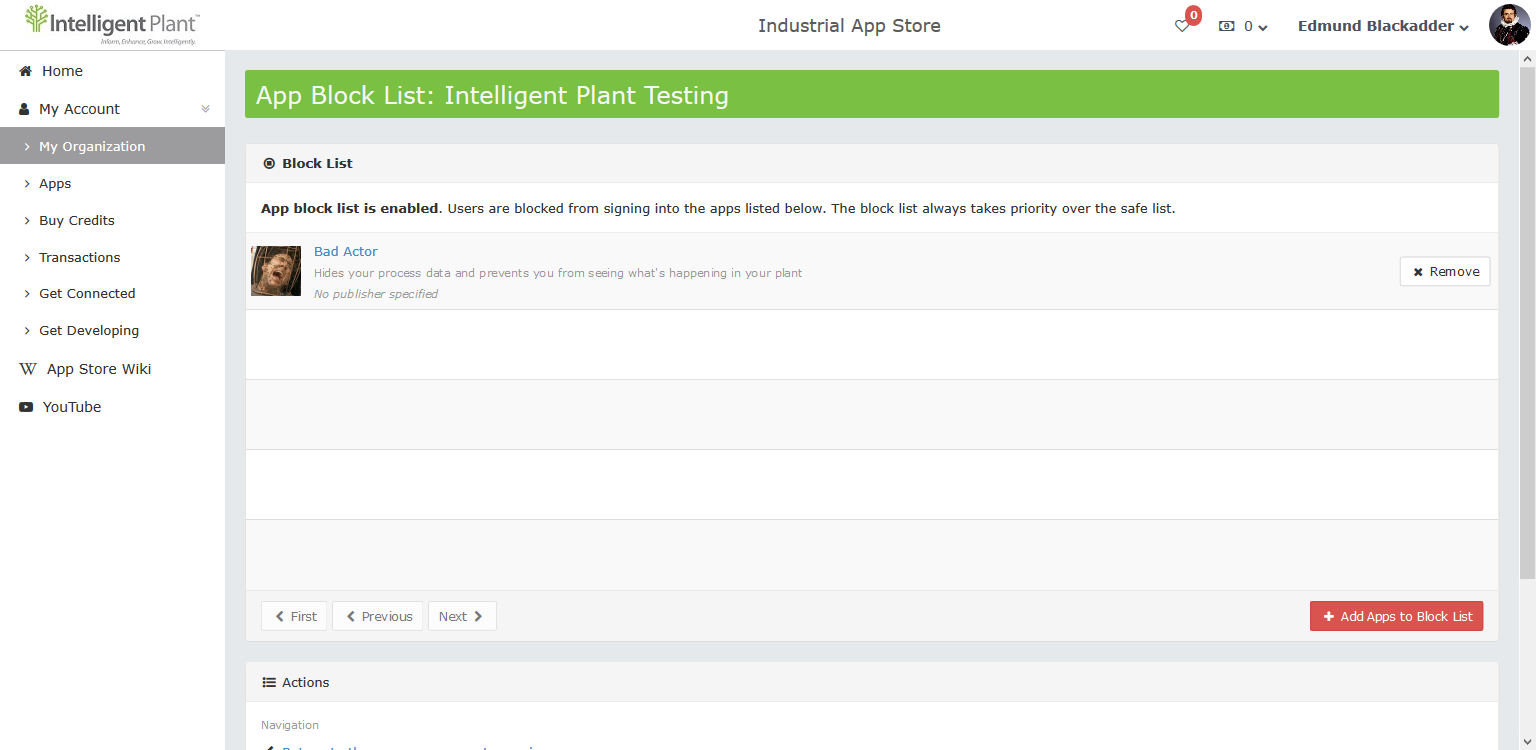 Intelligent Plant™
Inform, Enhance, Grow. Intelligently.
Industrial App Store
0
0
Edmund Blackadder
Home
My Account
My Organization
Apps
Buy Credits
Transactions
Get Connected
Get Developing
App Store Wiki
YouTube
App Block List: Intelligent Plant Testing
Block List
App block list is enabled. Users are blocked from signing into the apps listed below. The block list always takes priority over the safe list.
Bad Actor
Hides your process data and prevents you from seeing what's happening in your plant
No publisher specified
Remove
First
Previous
Next
Add Apps to Block List
Actions
Navigation